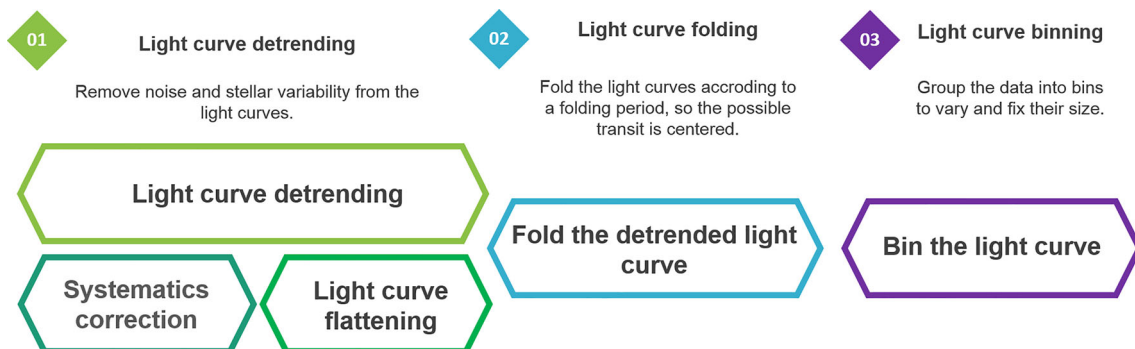 01
Light curve detrending
Remove noise and stellar variability from the
light curves.
Light curve detrending
Systematics
correction
Light curve
flattening
02
Light curve folding
Fold the light curves accroding to
a folding period, so the possible
transit is centered.
Fold the detrended light
curve
03
Light curve binning
Group the data into bins
to vary and fix their size.
Bin the light curve